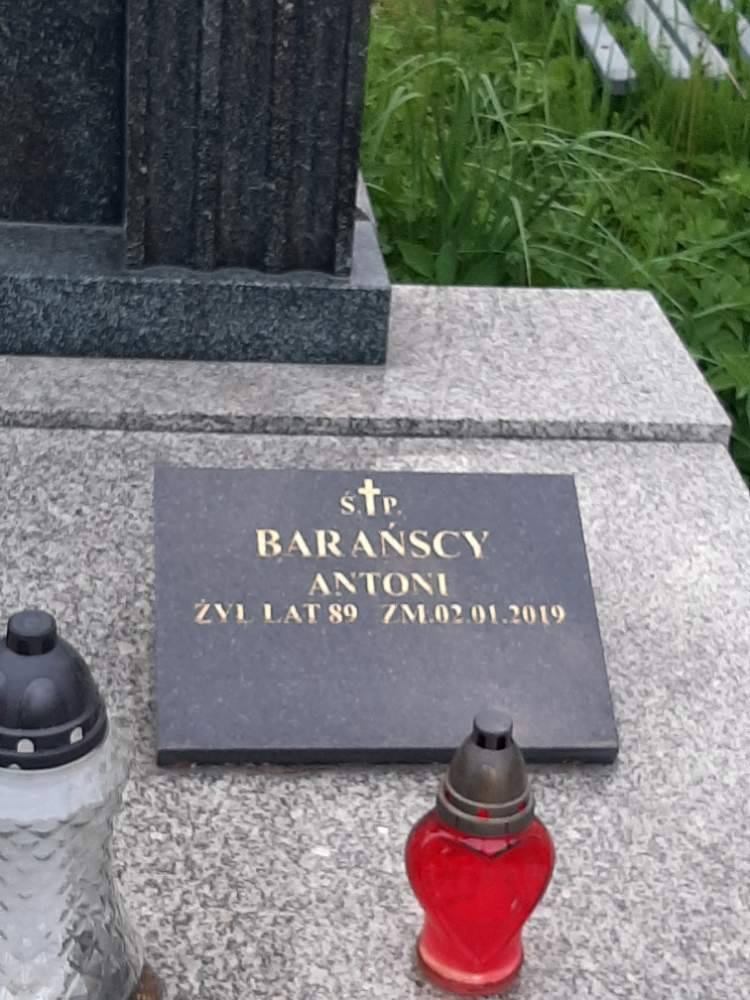 Ś.†P.
BARAŃSCY
ANTONI
ŻYŁ LAT 89 ZM.02.01.2019